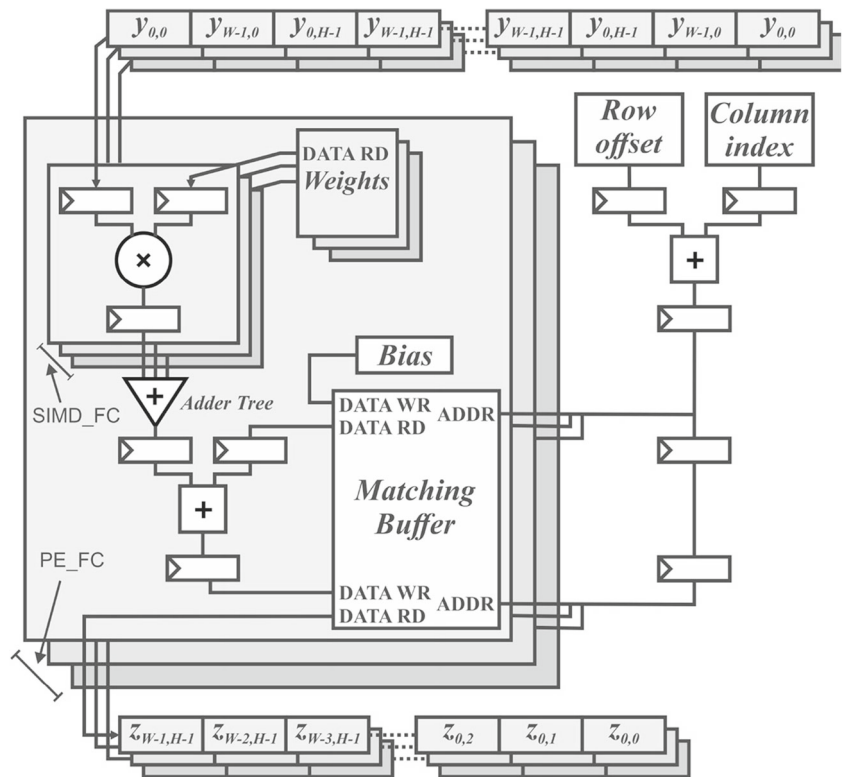 y0,0 yW-1,0 y0,H-1 yW-1,H-1 yW-1,H-1 y0,H-1 yW-1,0 y0,0
Row offset
Column index
DATA RD
Weights
×
+
Bias
+
Adder Tree
SIMD_FC
DATA WR
DATA RD
ADDR
Matching
Buffer
+
PE_FC
DATA WR
DATA RD
ADDR
zW-1,H-1 zW-2,H-1 zW-3,H-1 z0,2 z0,1 z0,0